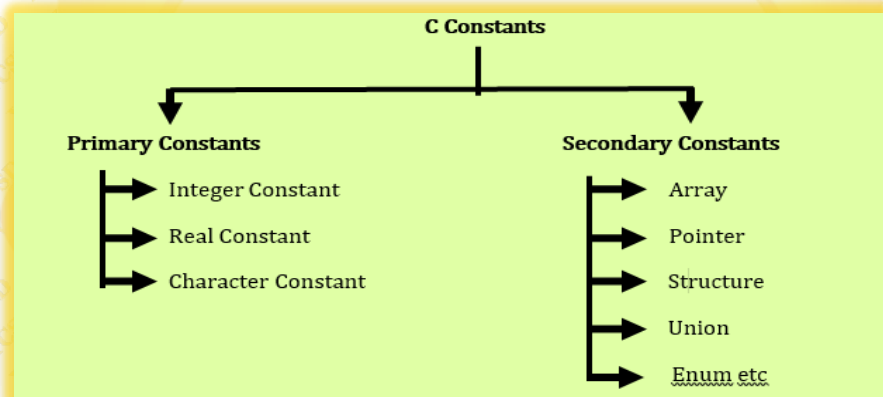 C Constants
Primary Constants
Integer Constant
Real Constant
Character Constant
Secondary Constants
Array
Pointer
Structure
Union
Enum etc